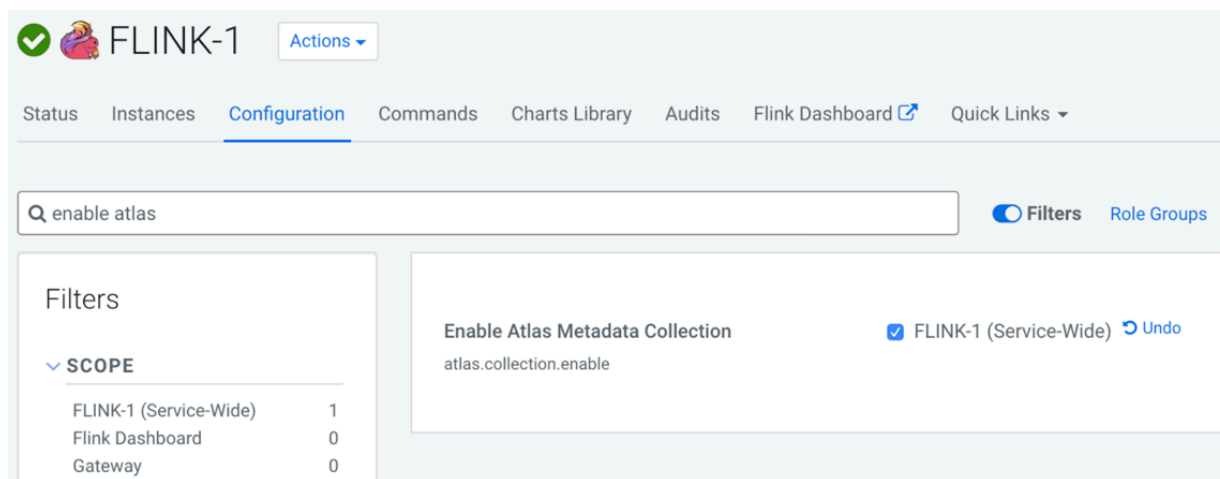 FLINK-1 Actions
Status Instances Configuration Commands Charts Library Audits Flink Dashboard Quick Links
enable atlas
Filters Role Groups
Filters
SCOPE
FLINK-1 (Service-Wide) 1
Flink Dashboard 0
Gateway 0
Enable Atlas Metadata Collection FLINK-1 (Service-Wide) Undo
atlas.collection.enable